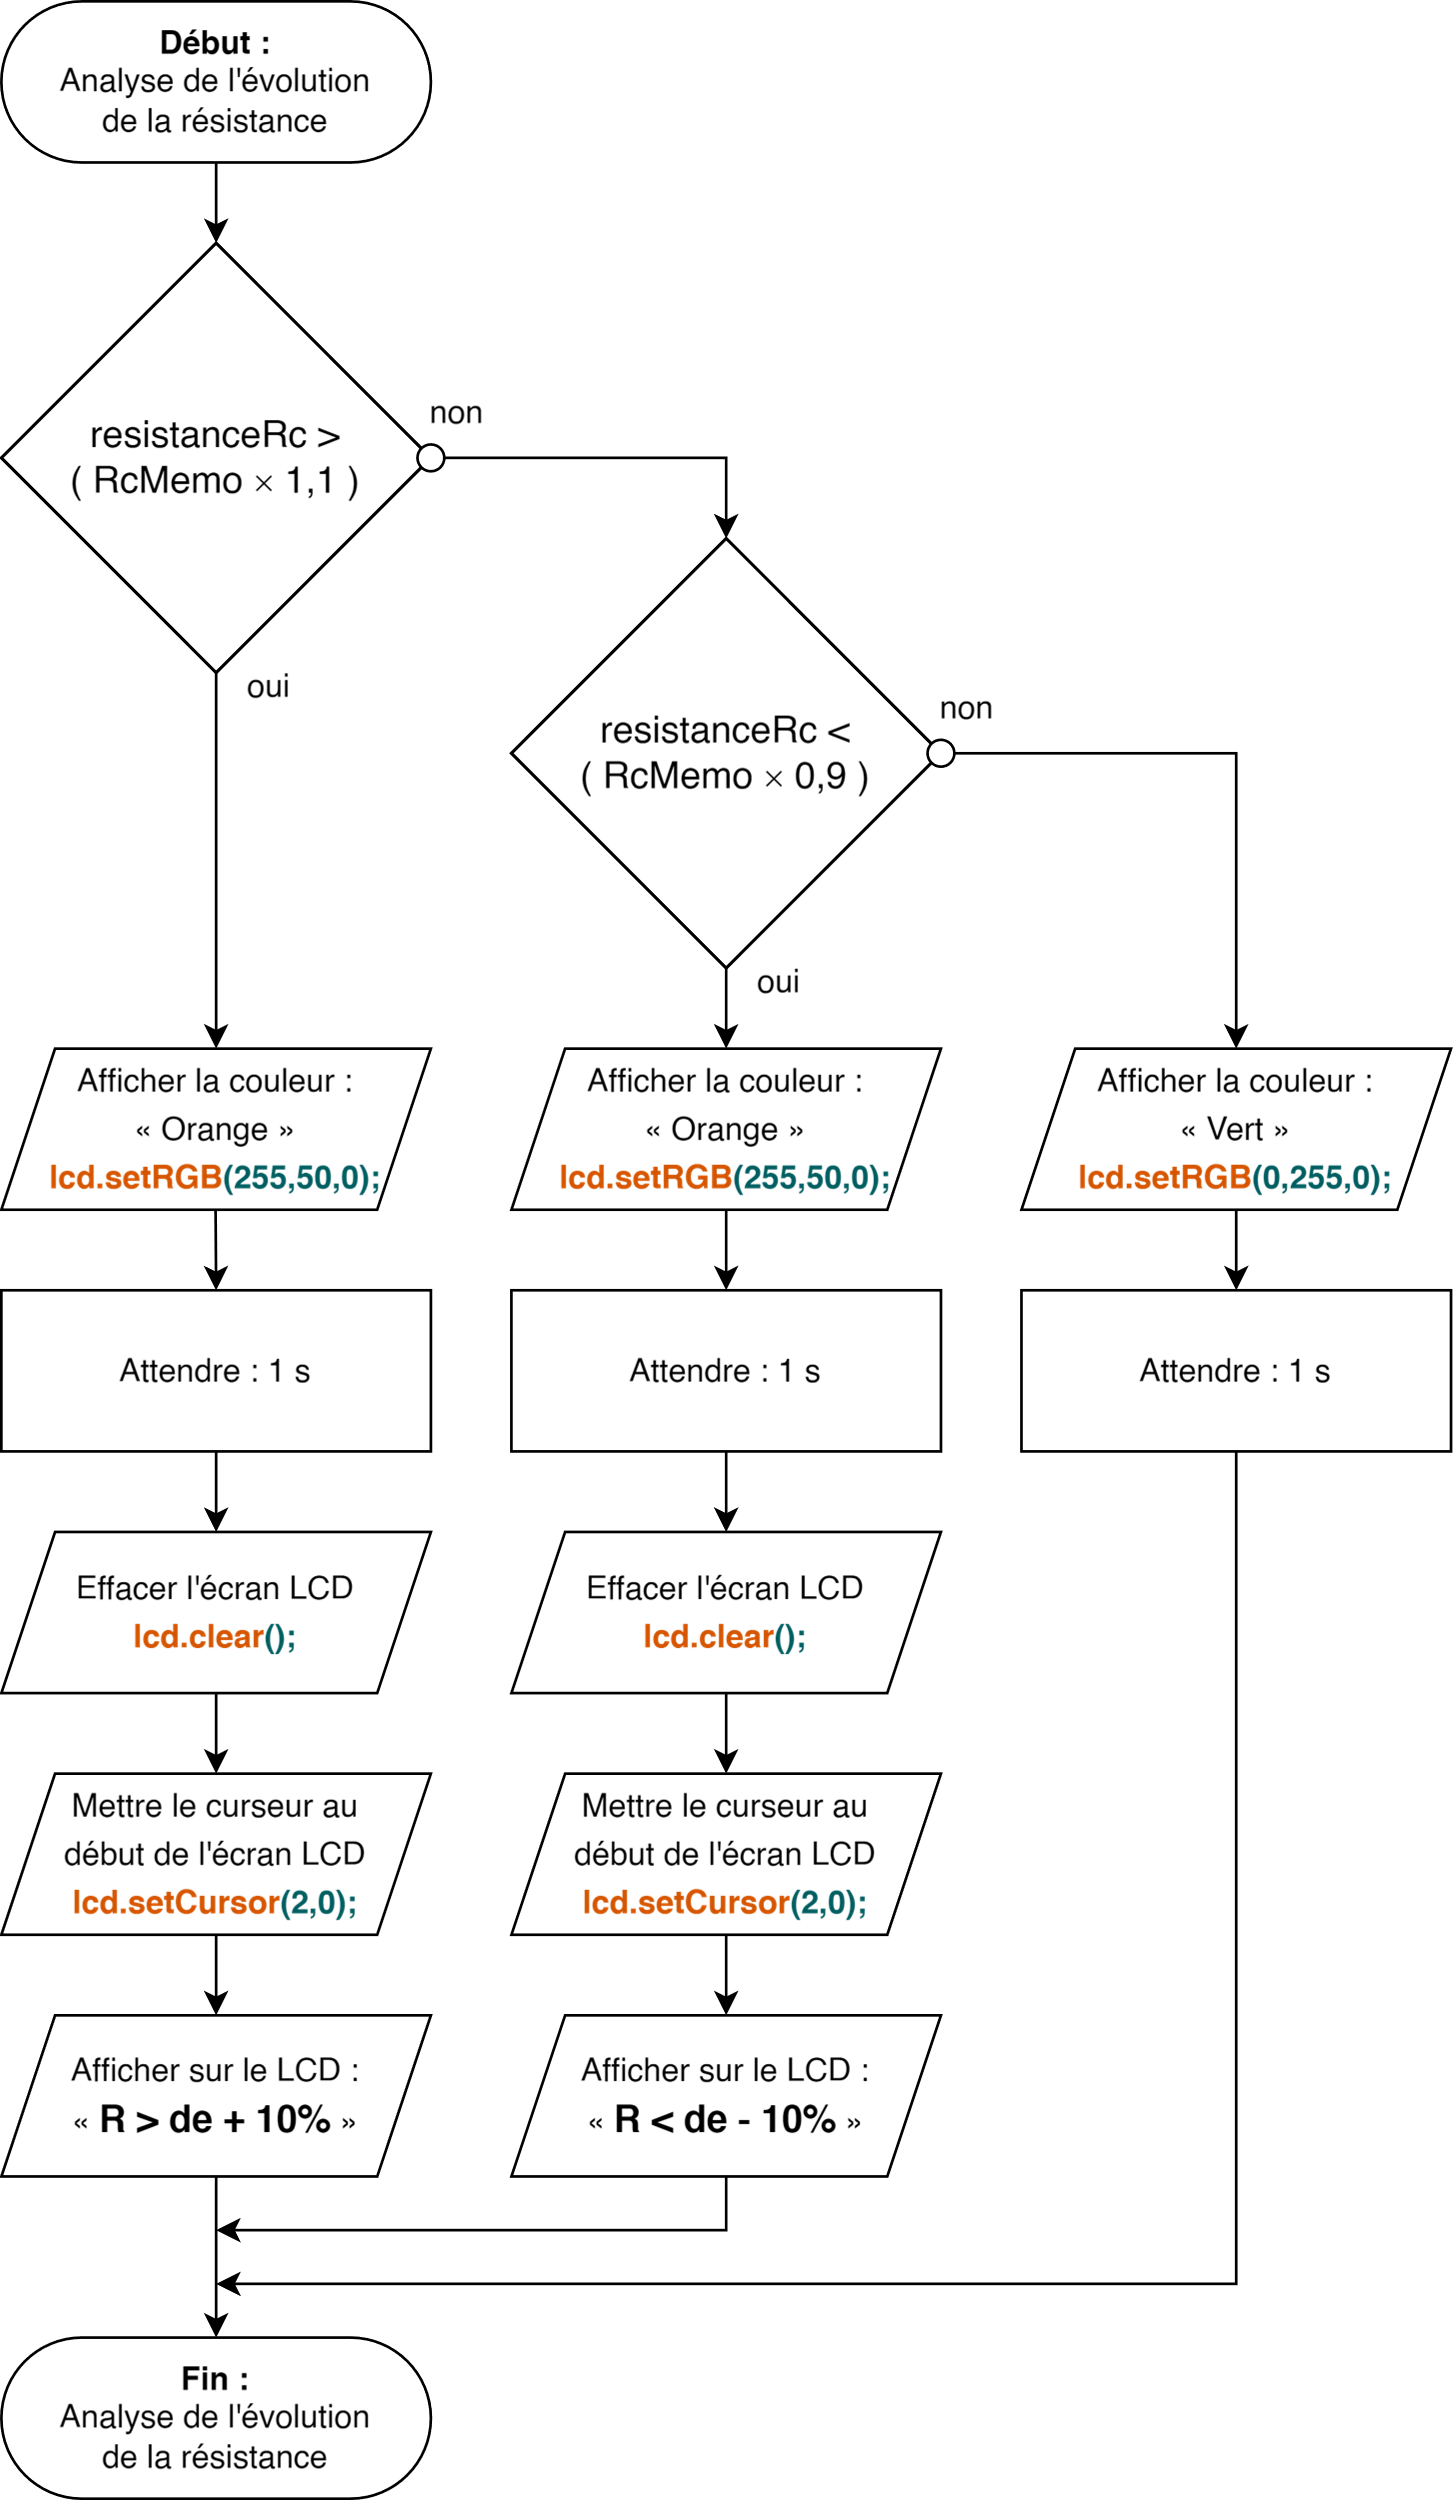 Début :
Analyse de l'évolution
de la résistance
resistanceRc >
( RcMemo × 1,1 )
non
oui
resistanceRc <
( RcMemo × 0,9 )
non
oui
Afficher la couleur :
« Orange »
lcd.setRGB(255,50,0);
Afficher la couleur :
« Orange »
lcd.setRGB(255,50,0);
Afficher la couleur :
« Vert »
lcd.setRGB(0,255,0);
Attendre : 1 s
Attendre : 1 s
Attendre : 1 s
Effacer l'écran LCD
lcd.clear();
Effacer l'écran LCD
lcd.clear();
Mettre le curseur au
début de l'écran LCD
lcd.setCursor(2,0);
Mettre le curseur au
début de l'écran LCD
lcd.setCursor(2,0);
Afficher sur le LCD :
« R > de + 10% »
Afficher sur le LCD :
« R < de - 10% »
Fin :
Analyse de l'évolution
de la résistance